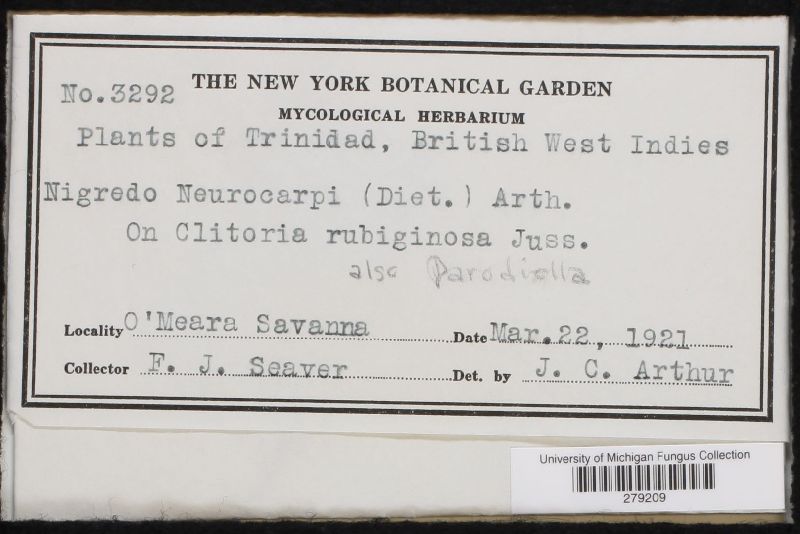 No.3292 THE NEW YORK BOTANICAL GARDEN
MYCOLOGICAL HERBARIUM
Plants of Trinidad, British West Indies
Nigredo Neurocarpi (Diet.) Arth.
On Clitoria rubiginosa Juss.
also Parodiella
Locality O'Meara Savanna Date Mar.22, 1921
Collector F. J. Seaver Det. by J. C. Arthur
University of Michigan Fungus Collection
279209